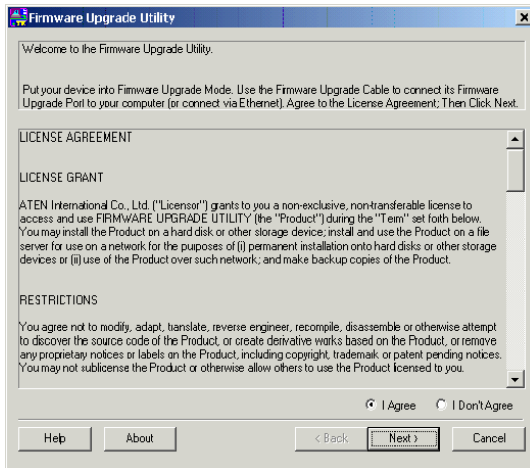 Firmware Upgrade Utility
Welcome to the Firmware Upgrade Utility.
Put your device into Firmware Upgrade Mode. Use the Firmware Upgrade Cable to connect its Firmware
Upgrade Port to your computer (or connect via Ethernet). Agree to the License Agreement; Then Click Next.
LICENSE AGREEMENT
LICENSE GRANT
ATEN International Co., Ltd. ("Licensor") grants to you a non-exclusive, non-transferable license to
access and use FIRMWARE UPGRADE UTILITY (the "Product") during the "Term" set forth below.
You may install the Product on a hard disk or other storage device; install and use the Product on a file
server for use on a network for the purposes of (i) permanent installation onto hard disks or other storage
devices or (ii) use of the Product over such network; and make backup copies of the Product.
RESTRICTIONS
You agree not to modify, adapt, translate, reverse engineer, recompile, disassemble or otherwise attempt
to discover the source code of the Product, or create derivative works based on the Product, or remove
any proprietary notices or labels on the Product, including copyright, trademark or patent pending notices.
You may not sublicense the Product or otherwise allow others to use the Product licensed to you.
I Agree
I Don't Agree
Help
About
< Back
Next >
Cancel